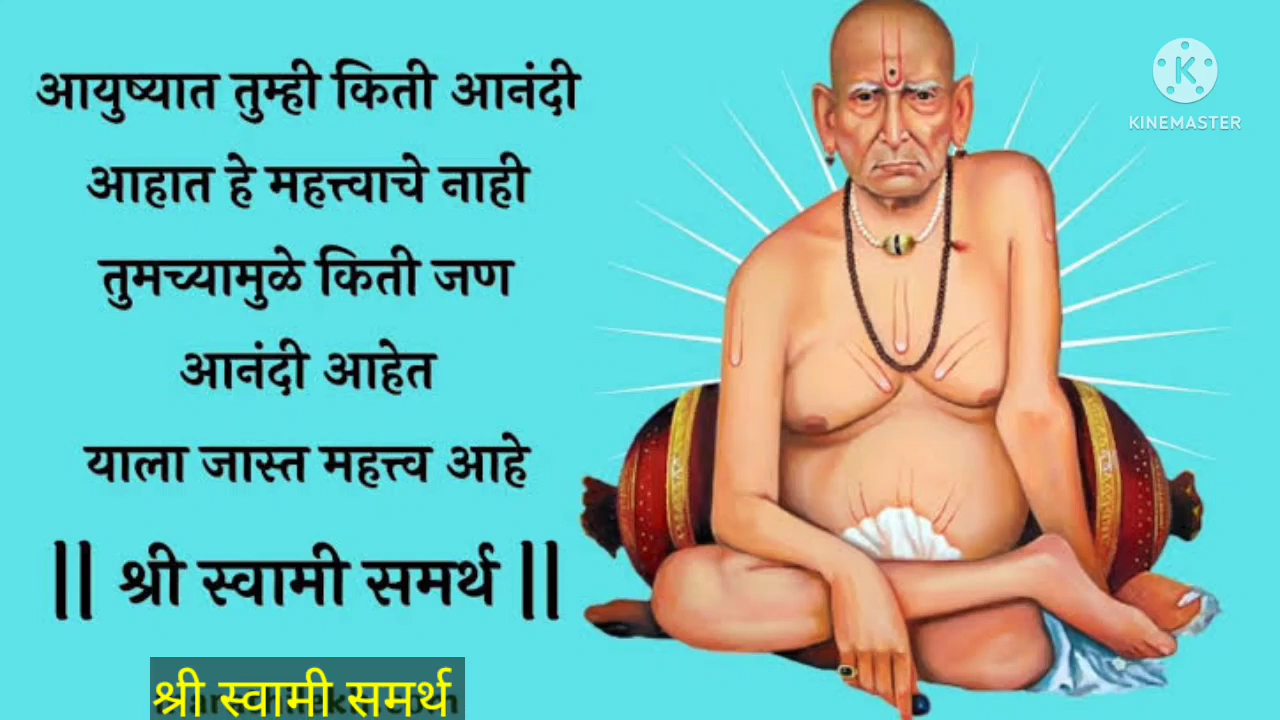 आयुष्यात तुम्ही किती आनंदी
आहात हे महत्त्वाचे नाही
तुमच्यामुळे किती जण
आनंदी आहेत
याला जास्त महत्त्व आहे
|| श्री स्वामी समर्थ ||
श्री स्वामी समर्थ
KINEMASTER